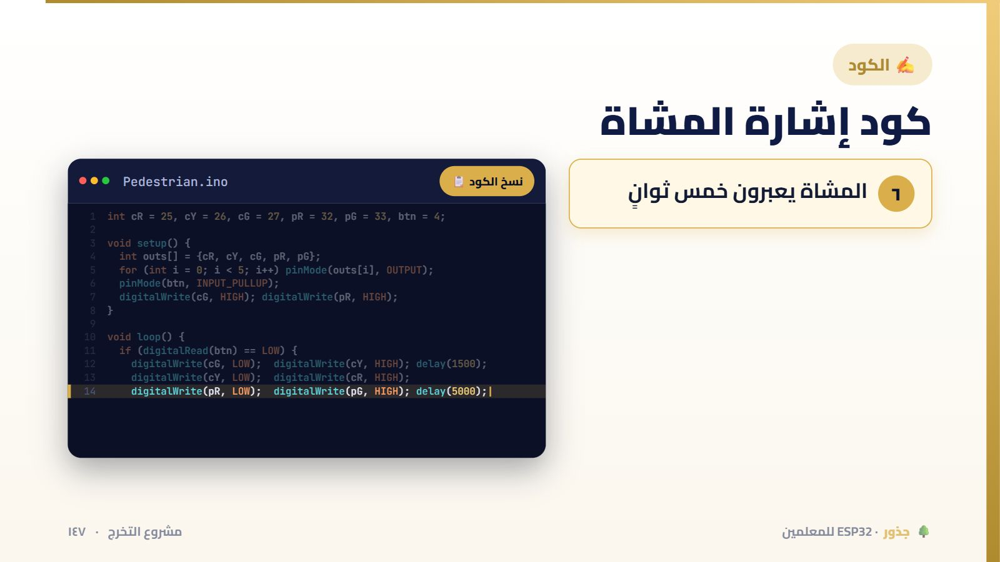 ✍️ الكود
كود إشارة المشاة
٦ المشاة يعبرون خمس ثوانٍ
Pedestrian.ino
نسخ الكود 📋
1 int cR = 25, cY = 26, cG = 27, pR = 32, pG = 33, btn = 4;
2
3 void setup() {
4   int outs[] = {cR, cY, cG, pR, pG};
5   for (int i = 0; i < 5; i++) pinMode(outs[i], OUTPUT);
6   pinMode(btn, INPUT_PULLUP);
7   digitalWrite(cG, HIGH); digitalWrite(pR, HIGH);
8 }
9
10 void loop() {
11   if (digitalRead(btn) == LOW) {
12     digitalWrite(cG, LOW);  digitalWrite(cY, HIGH); delay(1500);
13     digitalWrite(cY, LOW);  digitalWrite(cR, HIGH);
14     digitalWrite(pR, LOW);  digitalWrite(pG, HIGH); delay(5000);
🌳 جذور · ESP32 للمعلمين
مشروع التخرج · ١٤٧